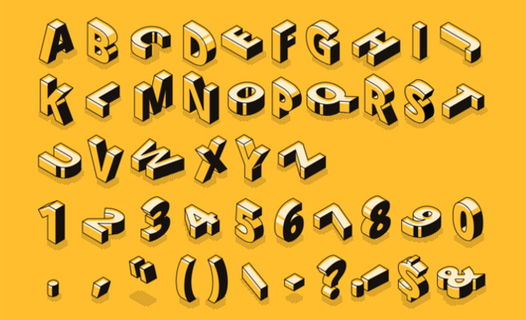 A B C D E F G H I J
K L M N O P Q R S T
U V W X Y Z
1 2 3 4 5 6 7 8 9 0
. , " ( ) \ - ? ! $ &